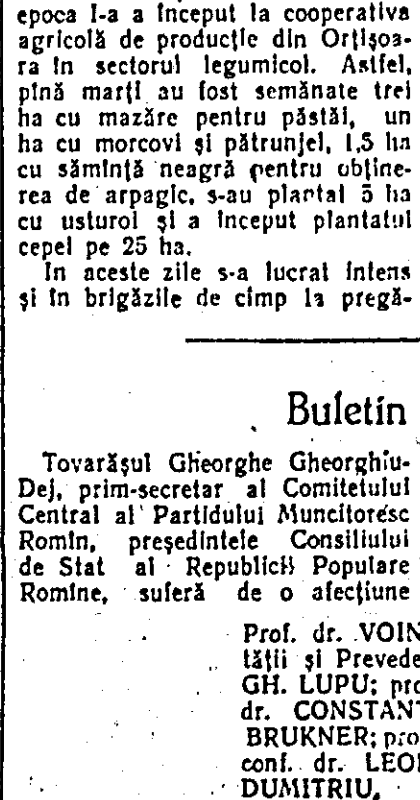 epoca I-a a început la cooperativa
agricolă de producție din Ortișoa-
ra în sectorul legumicol. Astfel,
pînă marți au fost semănate trei
ha cu mazăre pentru păstăi, un
ha cu morcovi și pătrunjel, 1,5 ha
cu sămință neagră pentru obține-
rea de arpagic, s-au plantat 5 ha
cu usturoi și a început plantatul
cepei pe 25 ha.
In aceste zile s-a lucrat intens
și în brigăzile de cîmp la pregă-
Buletin
Tovarășul Gheorghe Gheorghiu-
Dej, prim-secretar al Comitetului
Central al Partidului Muncitoresc
Romîn, președintele Consiliului
de Stat al Republicii Populare
Romîne, suferă de o afecțiune
Prof. dr. VOIN
tății și Prevede
GH. LUPU; pro
dr. CONSTANT
BRUKNER; pro
conf. dr. LEO
DUMITRIU.